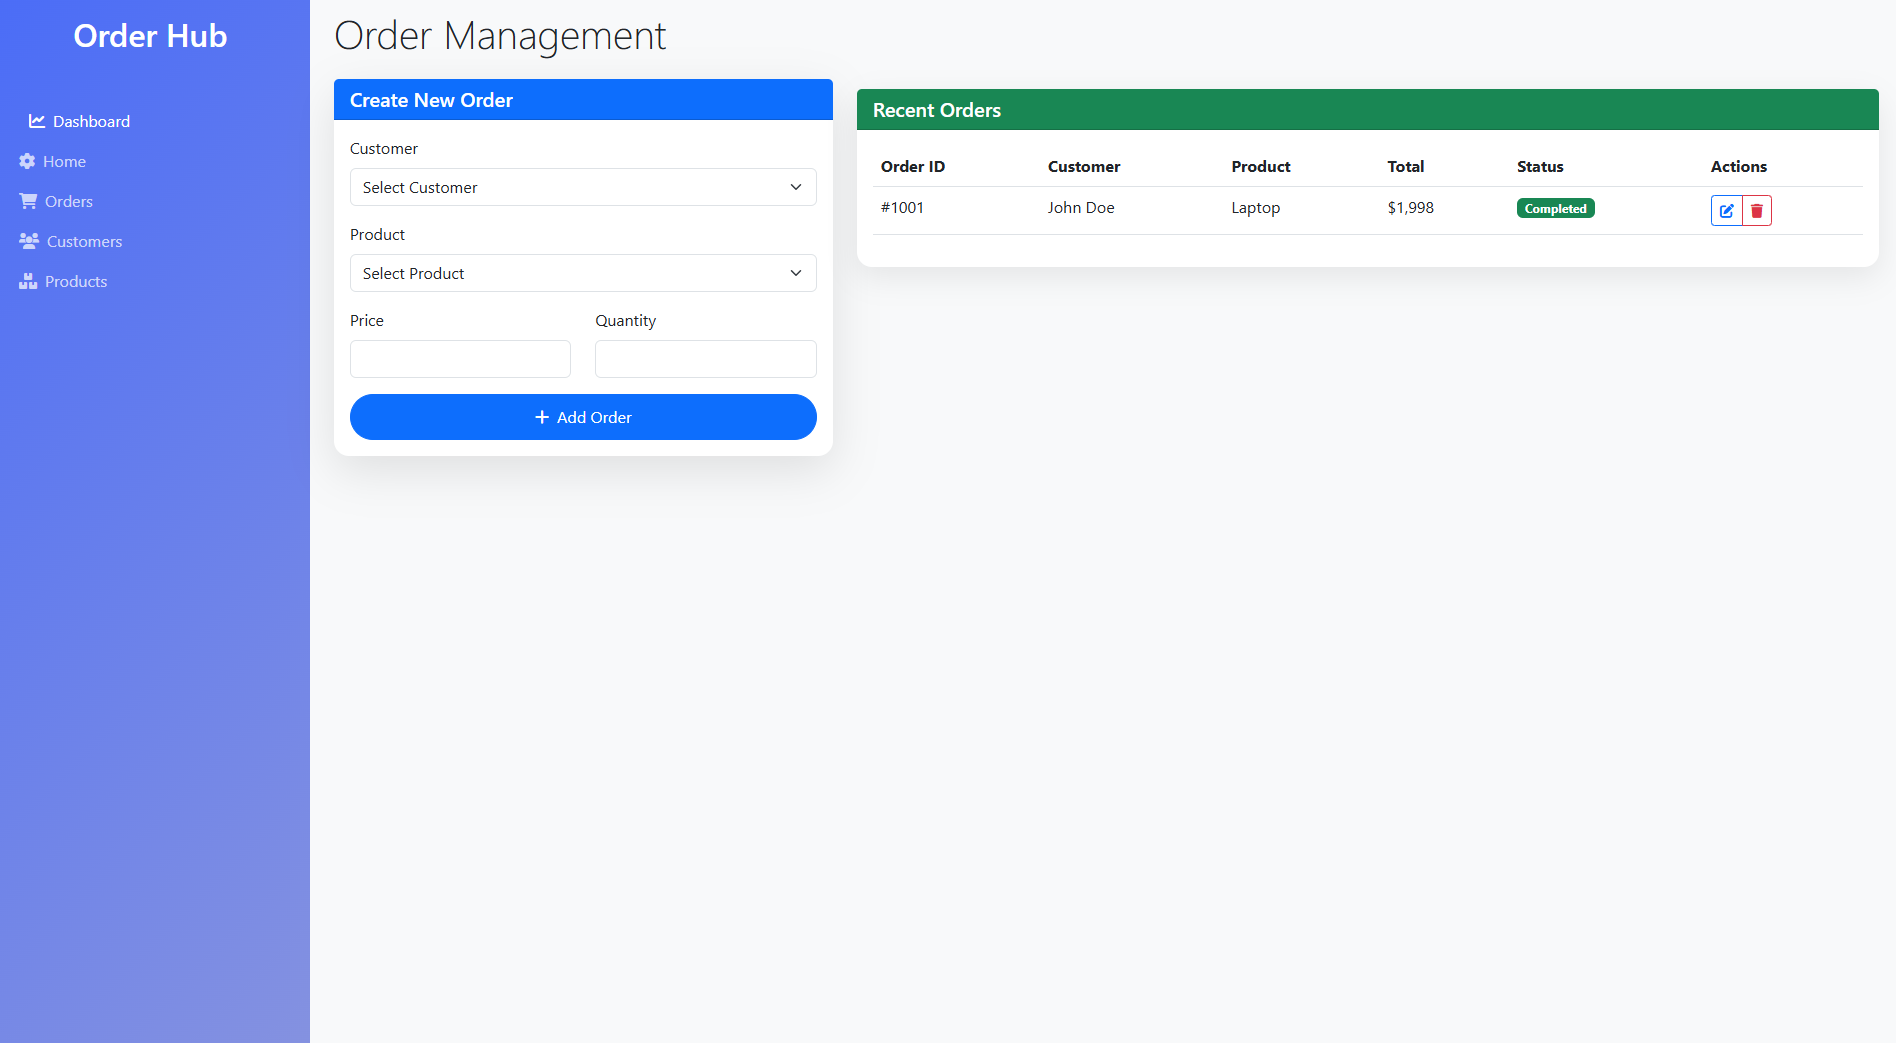 Order Hub
Dashboard
Home
Orders
Customers
Products
Order Management
Create New Order
Customer
Select Customer
Product
Select Product
Price Quantity
Add Order
Recent Orders
Order ID Customer Product Total Status Actions
#1001 John Doe Laptop $1,998 Completed